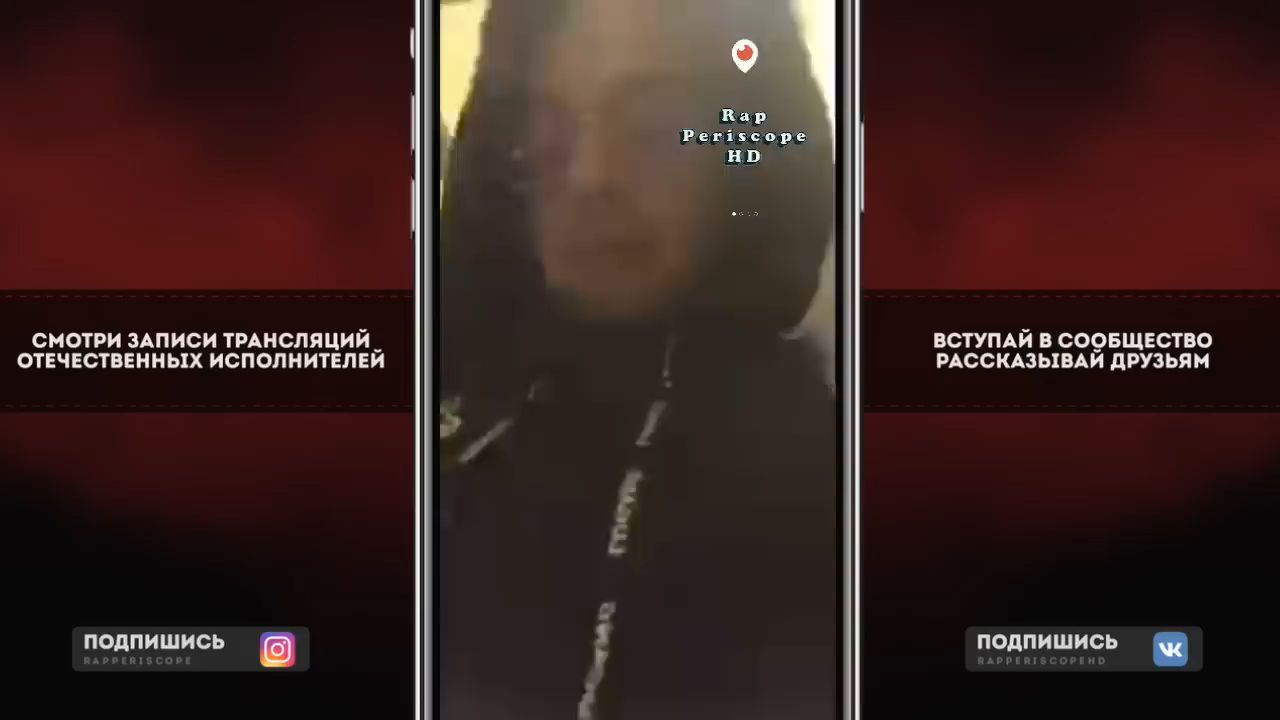 Rap
Periscope
HD
СМОТРИ ЗАПИСИ ТРАНСЛЯЦИЙ
ОТЕЧЕСТВЕННЫХ ИСПОЛНИТЕЛЕЙ
ВСТУПАЙ В СООБЩЕСТВО
РАССКАЗЫВАЙ ДРУЗЬЯМ
ПОДПИШИСЬ
RAPPERISCOPE
ПОДПИШИСЬ
RAPPERISCOPEHD